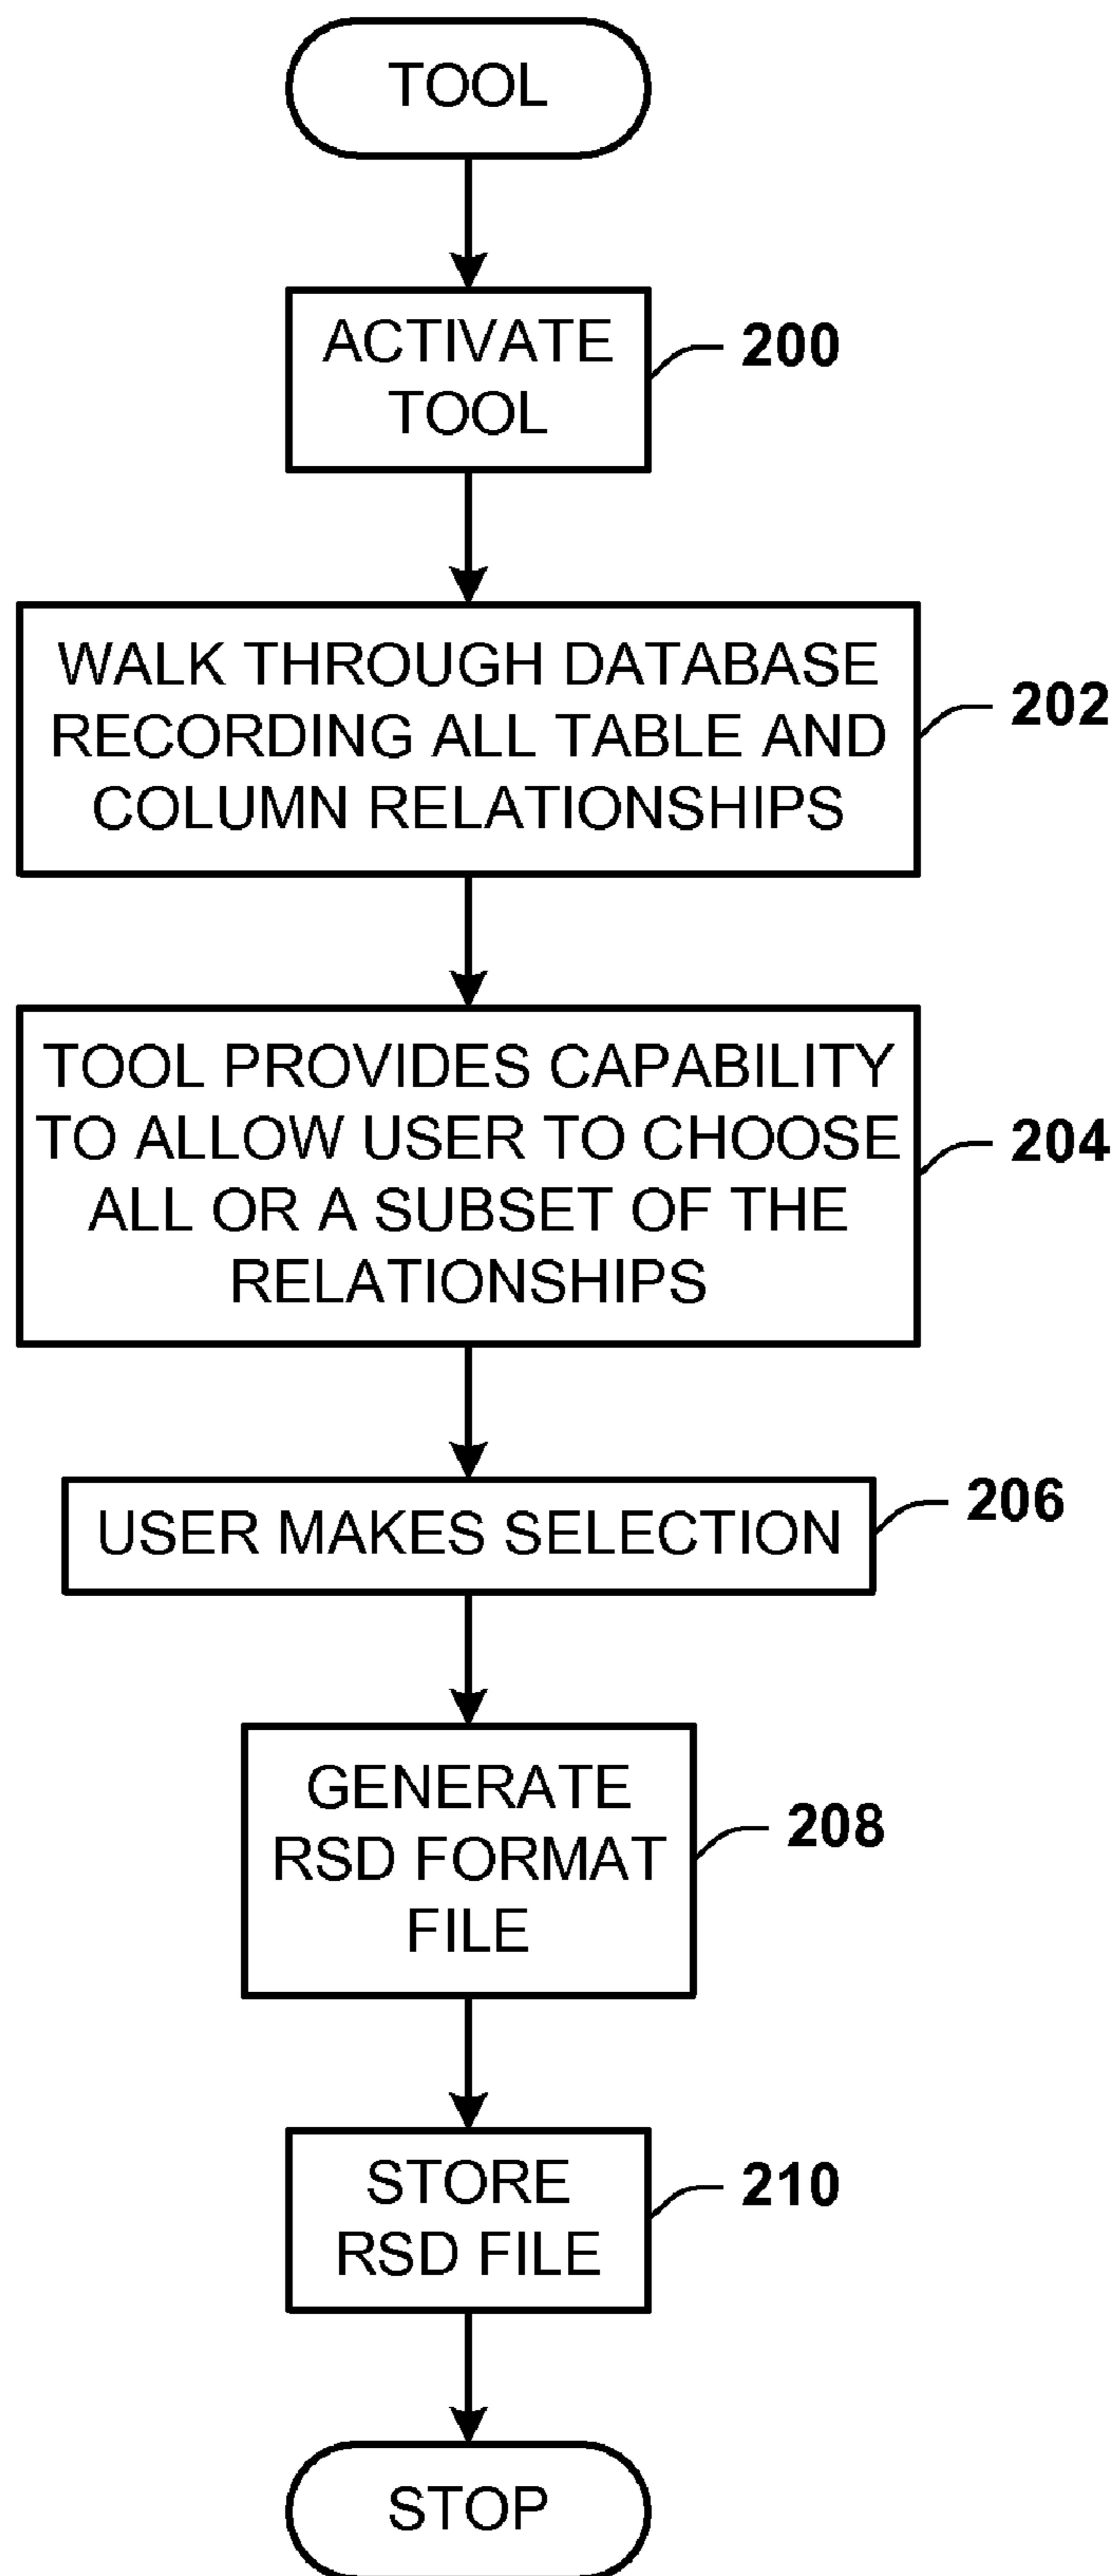 TOOL
ACTIVATE
TOOL
200
WALK THROUGH DATABASE
RECORDING ALL TABLE AND
COLUMN RELATIONSHIPS
202
TOOL PROVIDES CAPABILITY
TO ALLOW USER TO CHOOSE
ALL OR A SUBSET OF THE
RELATIONSHIPS
204
USER MAKES SELECTION
206
GENERATE
RSD FORMAT
FILE
208
STORE
RSD FILE
210
STOP